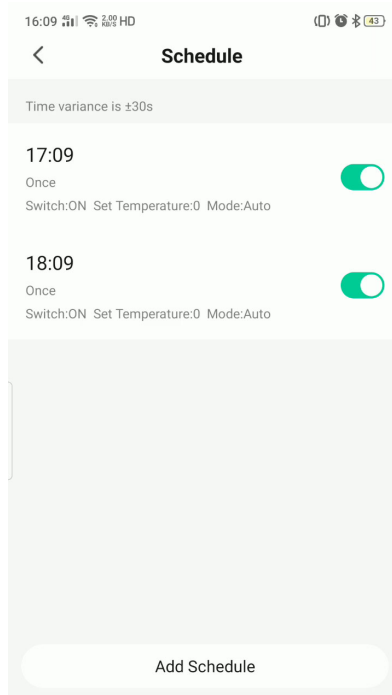 16:09 4G 2.00 KB/S HD 43
Schedule
Time variance is ±30s
17:09
Once
Switch:ON Set Temperature:0 Mode:Auto
18:09
Once
Switch:ON Set Temperature:0 Mode:Auto
Add Schedule